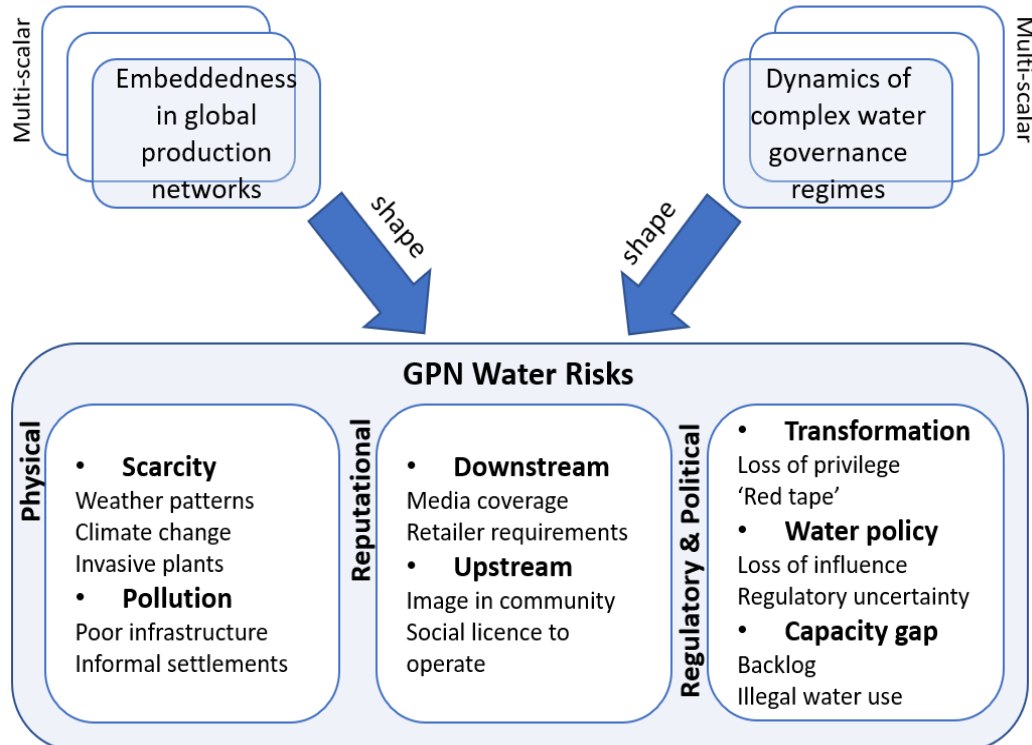 Multi-scalar
Embeddedness
in global
production
networks
Multi-scalar
Dynamics of
complex water
governance
regimes
shape
shape
GPN Water Risks
Physical
• Scarcity
Weather patterns
Climate change
Invasive plants
• Pollution
Poor infrastructure
Informal settlements
Reputational
• Downstream
Media coverage
Retailer requirements
• Upstream
Image in community
Social licence to
operate
Regulatory & Political
• Transformation
Loss of privilege
‘Red tape’
• Water policy
Loss of influence
Regulatory uncertainty
• Capacity gap
Backlog
Illegal water use